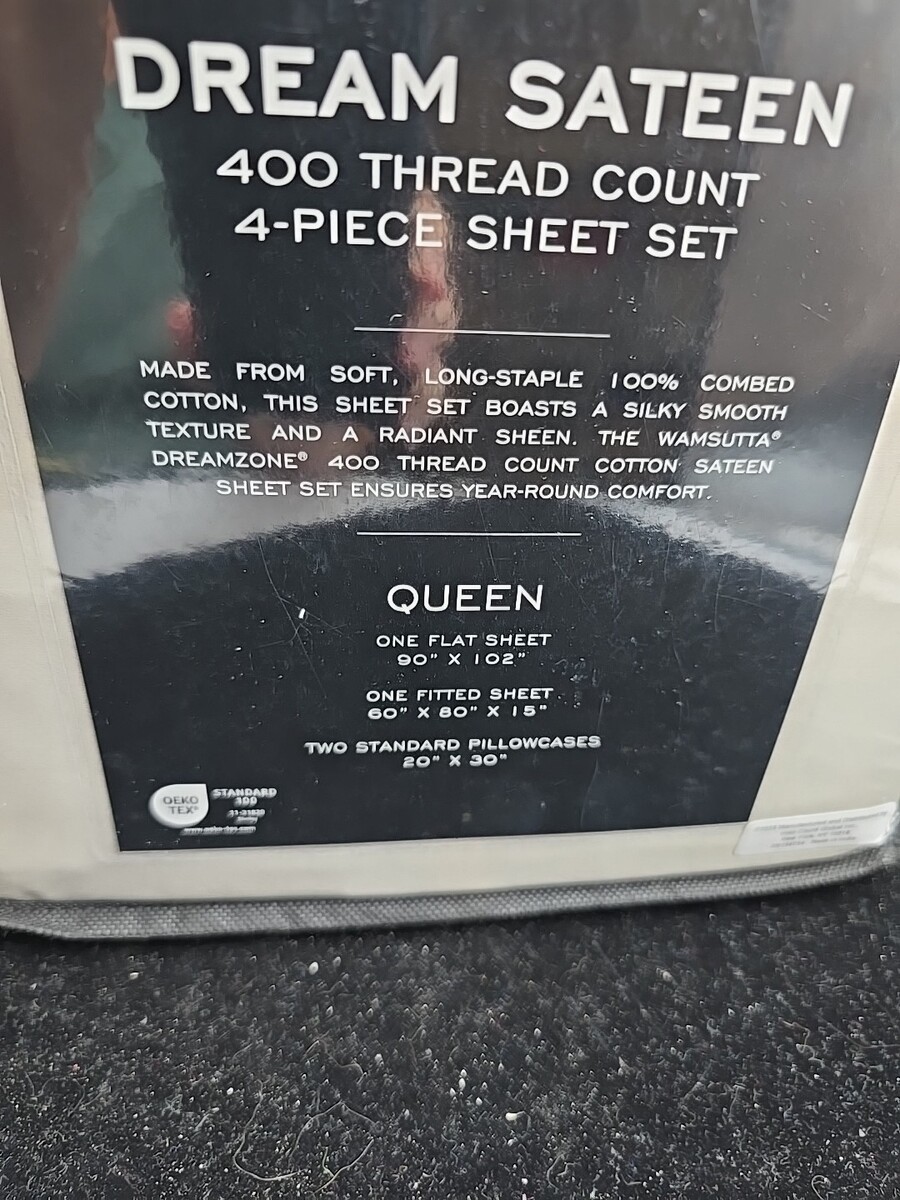 DREAM SATEEN
400 THREAD COUNT
4-PIECE SHEET SET
MADE FROM SOFT, LONG-STAPLE 100% COMBED
COTTON, THIS SHEET SET BOASTS A SILKY SMOOTH
TEXTURE AND A RADIANT SHEEN. THE WAMSUTTA®
DREAMZONE® 400 THREAD COUNT COTTON SATEEN
SHEET SET ENSURES YEAR-ROUND COMFORT.
QUEEN
ONE FLAT SHEET
90" X 102"
ONE FITTED SHEET
60" X 80" X 15"
TWO STANDARD PILLOWCASES
20" X 30"
OEKO
TEX®
STANDARD
100